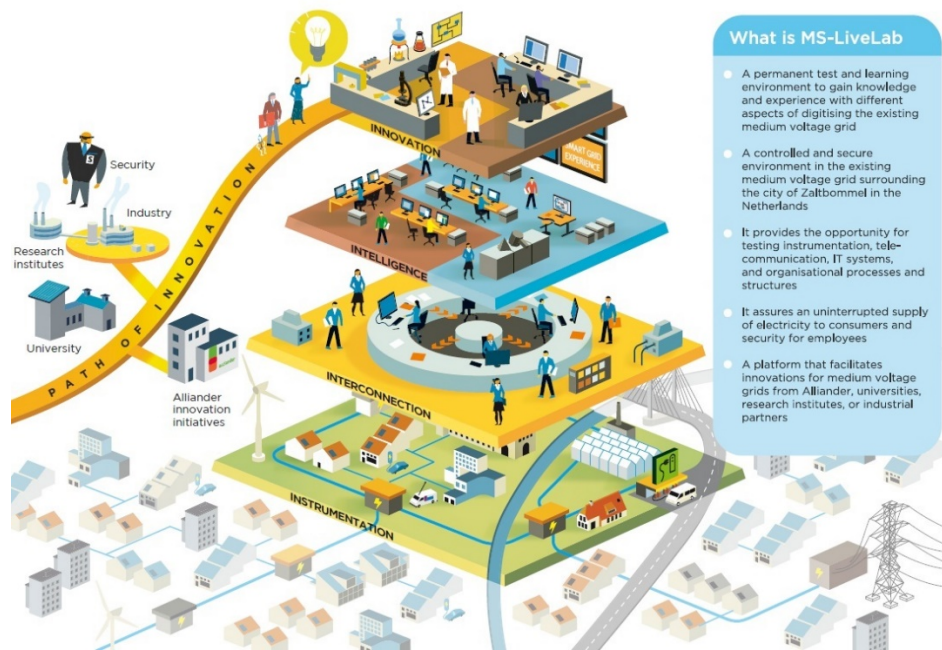 What is MS-LiveLab
A permanent test and learning
environment to gain knowledge
and experience with different
aspects of digitising the existing
medium voltage grid
A controlled and secure
environment in the existing
medium voltage grid surrounding
the city of Zaltbommel in the
Netherlands
It provides the opportunity for
testing instrumentation, tele-
communication, IT systems,
and organisational processes and
structures
It assures an uninterrupted supply
of electricity to consumers and
security for employees
A platform that facilitates
innovations for medium voltage
grids from Alliander, universities,
research institutes, or industrial
partners
INNOVATION
SMART GRID
EXPERIENCE
INTELLIGENCE
INTERCONNECTION
INSTRUMENTATION
PATH OF INNOVATION
Security
Industry
Research
institutes
University
Alliander
innovation
initiatives